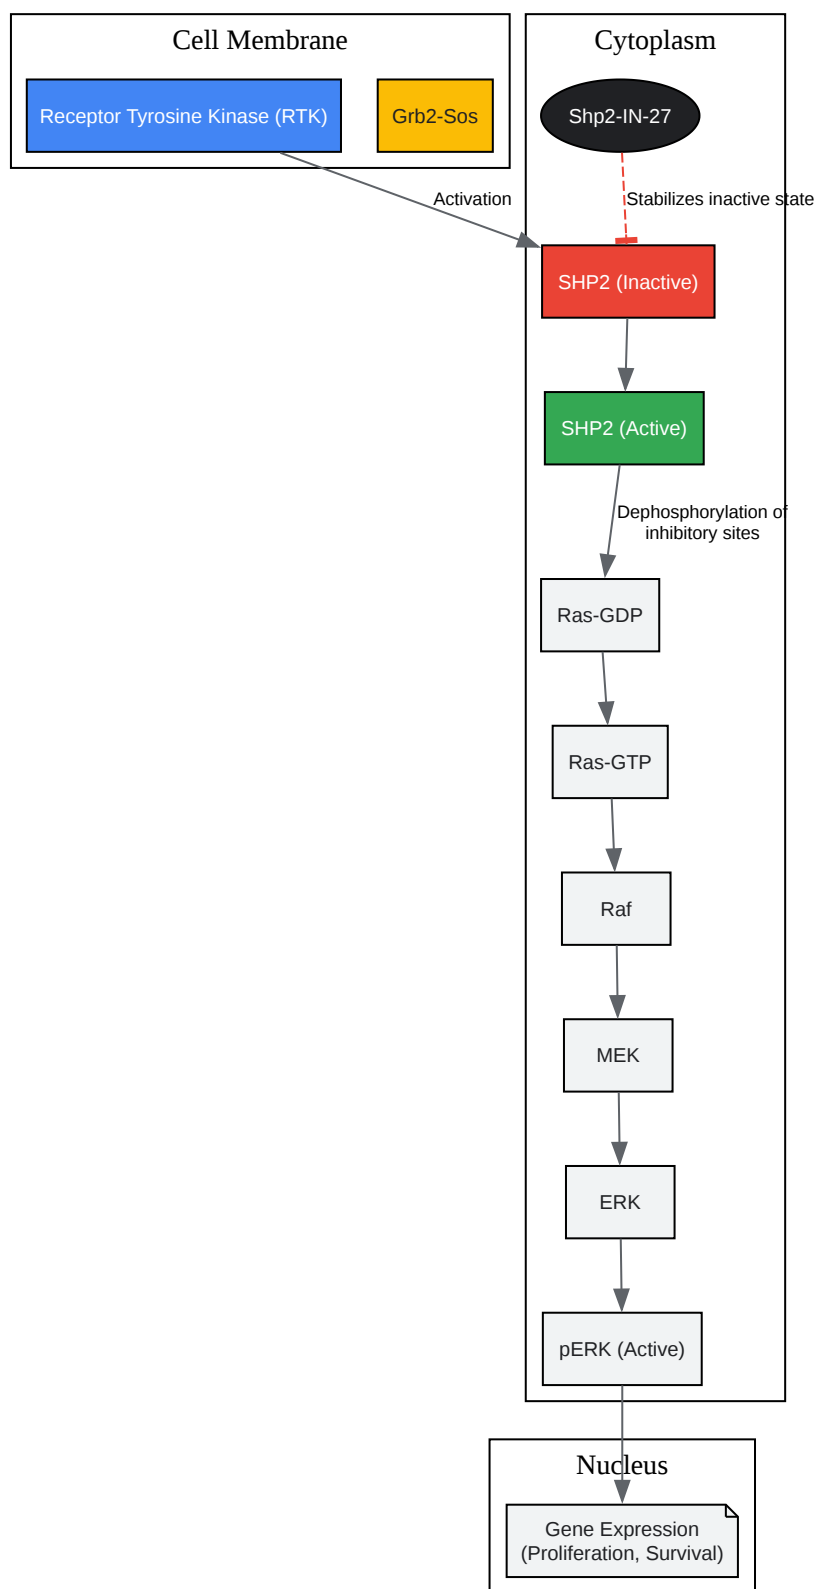 Cell Membrane
Cytoplasm
Receptor Tyrosine Kinase (RTK)
Grb2-Sos
Shp2-IN-27
Activation
Stabilizes inactive state
SHP2 (Inactive)
SHP2 (Active)
Dephosphorylation of
inhibitory sites
Ras-GDP
Ras-GTP
Raf
MEK
ERK
pERK (Active)
Nucleus
Gene Expression
(Proliferation, Survival)